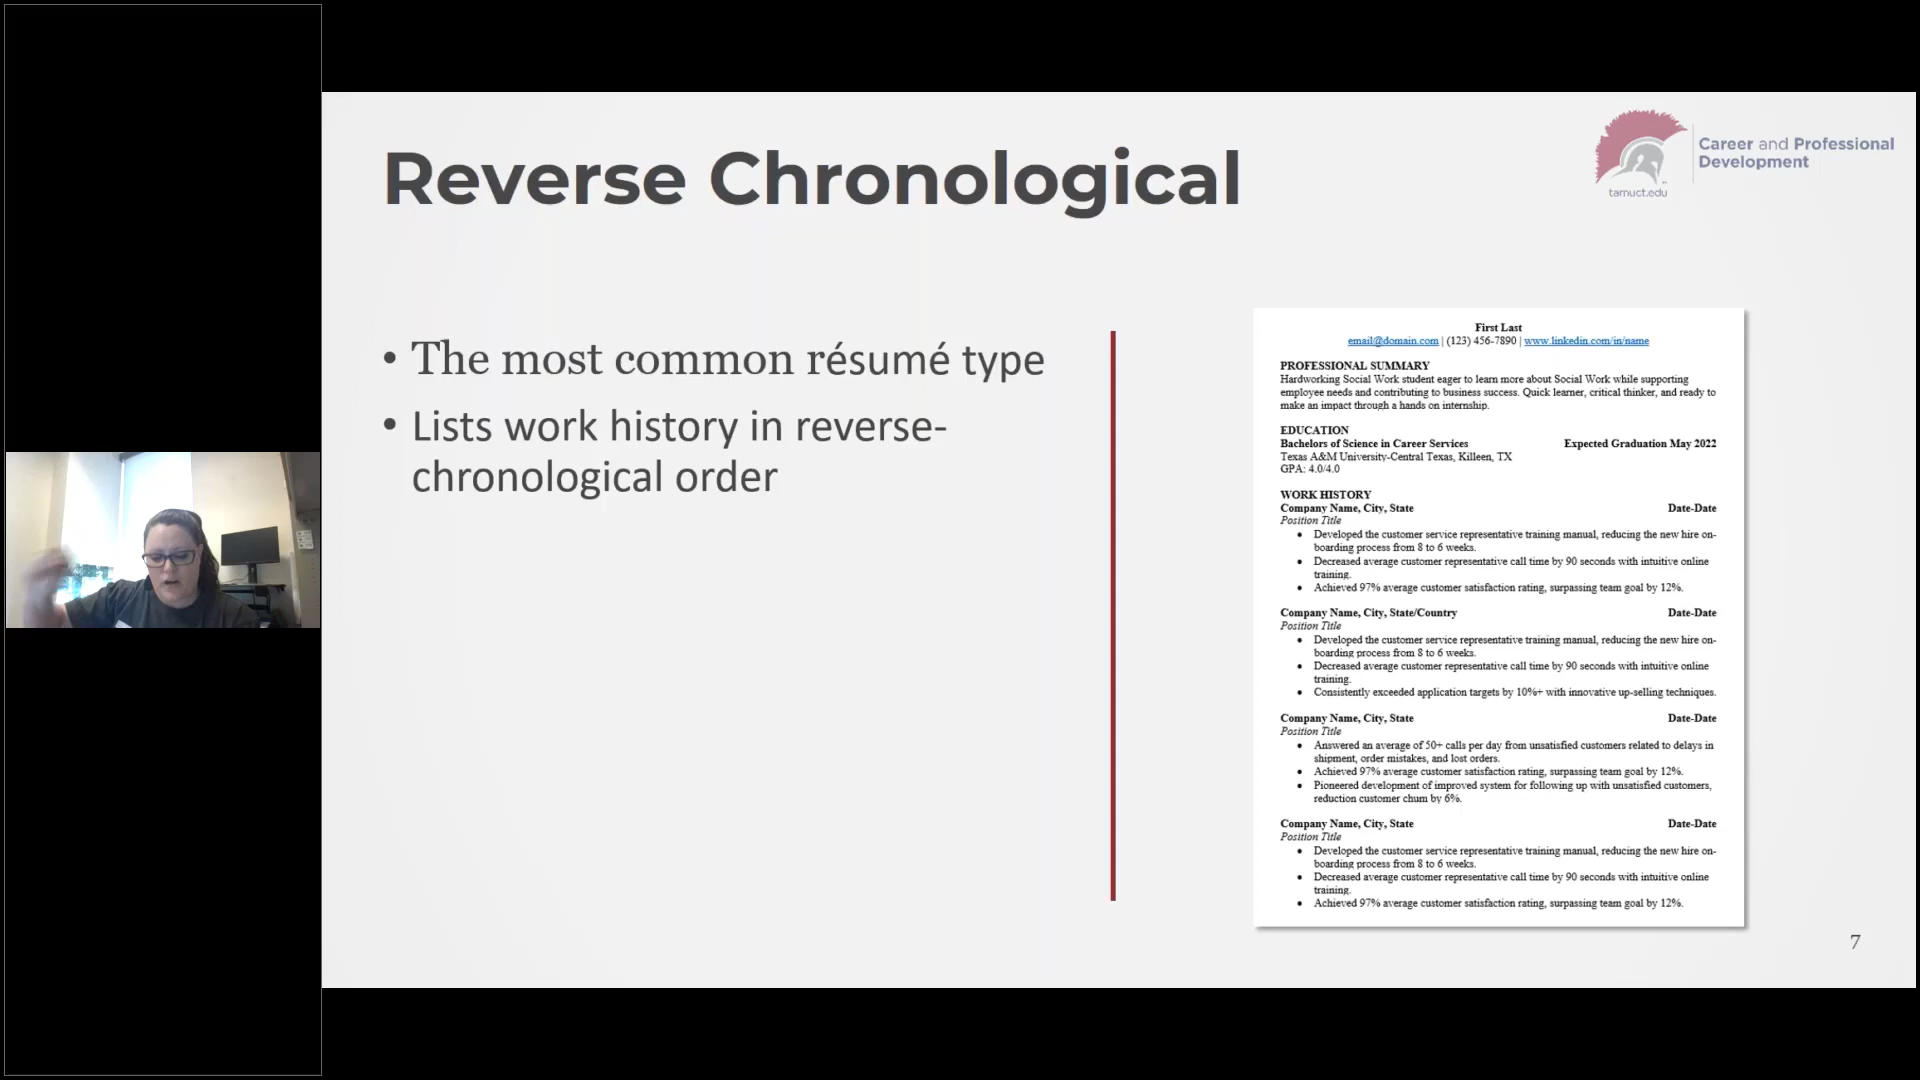 Reverse Chronological
Career and Professional
Development
tamuct.edu
• The most common résumé type
• Lists work history in reverse-
chronological order
First Last
email@domain.com | (123) 456-7890 | www.linkedin.com/in/name
PROFESSIONAL SUMMARY
Hardworking Social Work student eager to learn more about Social Work while supporting
employee needs and contributing to business success. Quick learner, critical thinker, and ready to
make an impact through a hands on internship.
EDUCATION
Bachelors of Science in Career Services Expected Graduation May 2022
Texas A&M University-Central Texas, Killeen, TX
GPA: 4.0/4.0
WORK HISTORY
Company Name, City, State Date-Date
Position Title
• Developed the customer service representative training manual, reducing the new hire on-
boarding process from 8 to 6 weeks.
• Decreased average customer representative call time by 90 seconds with intuitive online
training.
• Achieved 97% average customer satisfaction rating, surpassing team goal by 12%.
Company Name, City, State/Country Date-Date
Position Title
• Developed the customer service representative training manual, reducing the new hire on-
boarding process from 8 to 6 weeks.
• Decreased average customer representative call time by 90 seconds with intuitive online
training.
• Consistently exceeded application targets by 10%+ with innovative up-selling techniques.
Company Name, City, State Date-Date
Position Title
• Answered an average of 50+ calls per day from unsatisfied customers related to delays in
shipment, order mistakes, and lost orders.
• Achieved 97% average customer satisfaction rating, surpassing team goal by 12%.
• Pioneered development of improved system for following up with unsatisfied customers,
reduction customer churn by 6%.
Company Name, City, State Date-Date
Position Title
• Developed the customer service representative training manual, reducing the new hire on-
boarding process from 8 to 6 weeks.
• Decreased average customer representative call time by 90 seconds with intuitive online
training.
• Achieved 97% average customer satisfaction rating, surpassing team goal by 12%.
7